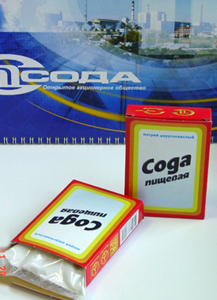 СОДА
Открытое акционерное общество
натрий двууглекислый
Сода
пищевая
Сода
пищевая